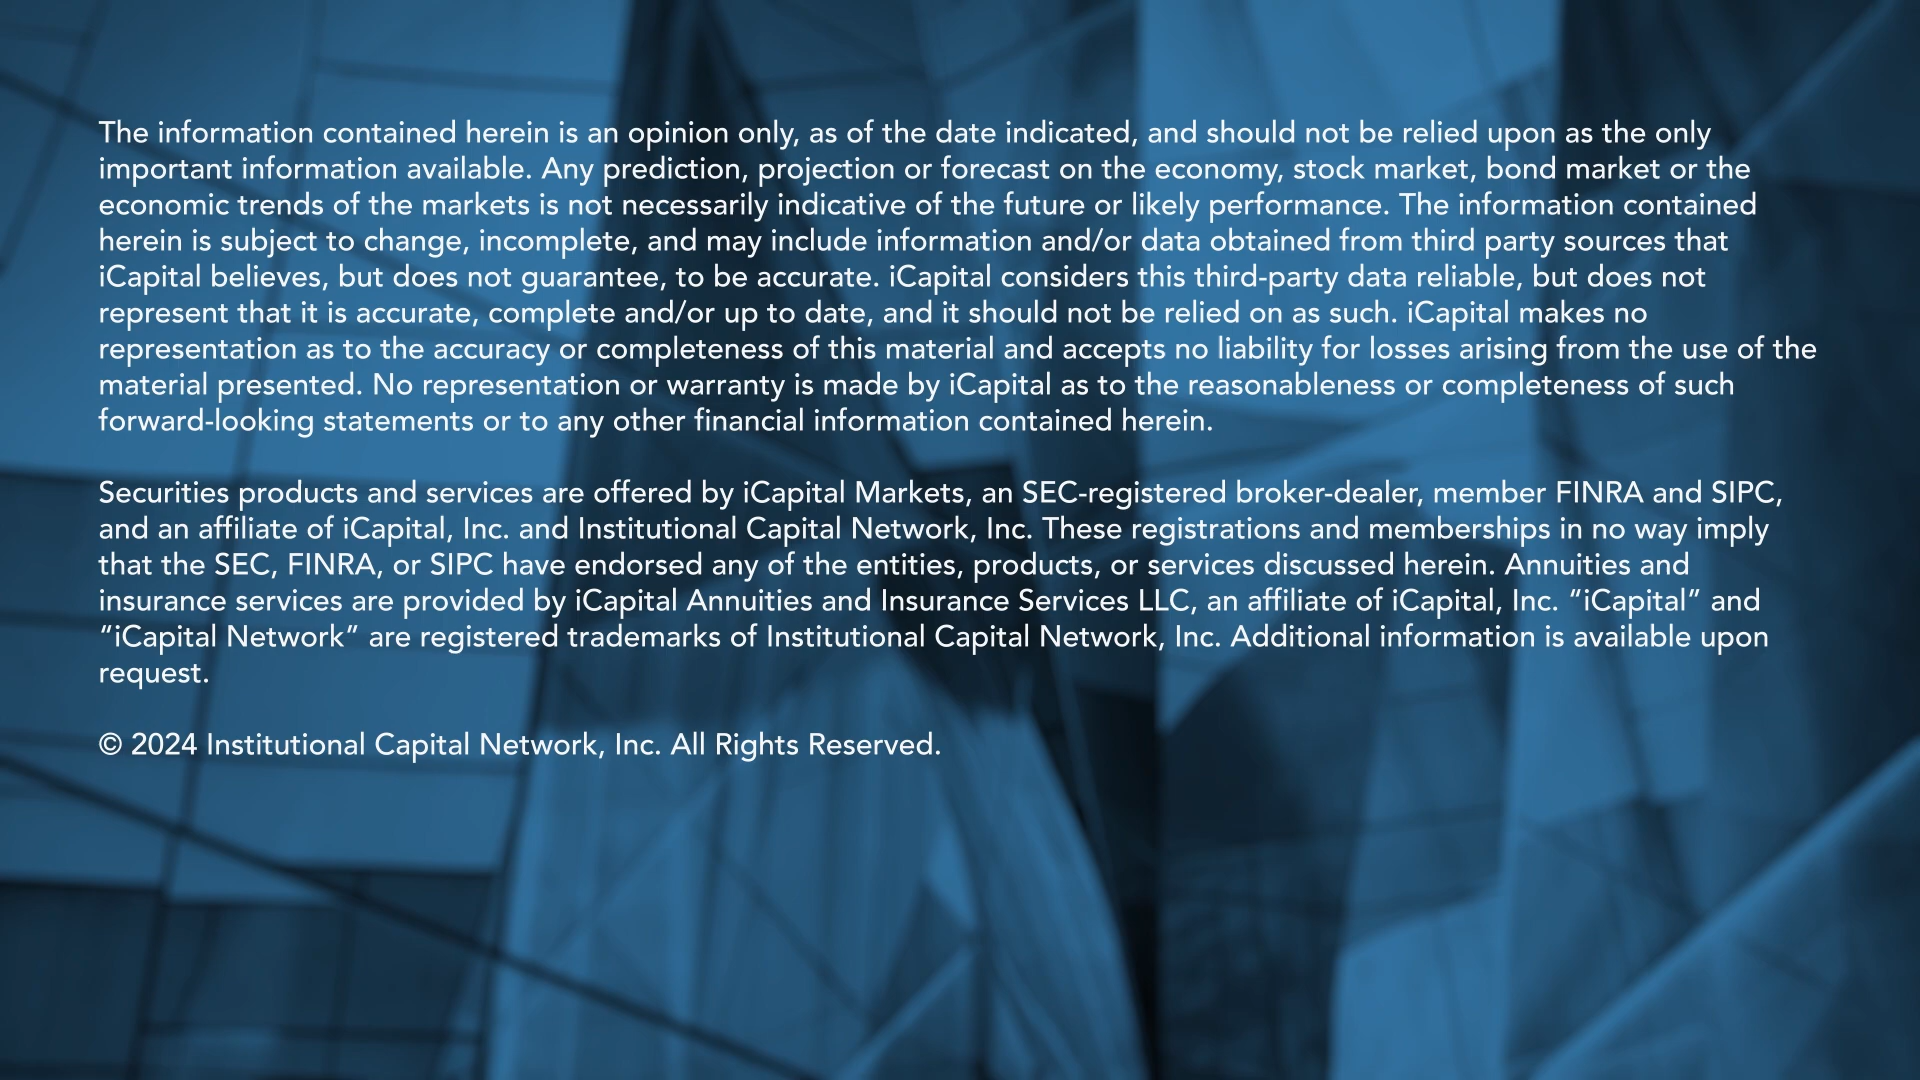 The information contained herein is an opinion only, as of the date indicated, and should not be relied upon as the only
important information available. Any prediction, projection or forecast on the economy, stock market, bond market or the
economic trends of the markets is not necessarily indicative of the future or likely performance. The information contained
herein is subject to change, incomplete, and may include information and/or data obtained from third party sources that
iCapital believes, but does not guarantee, to be accurate. iCapital considers this third-party data reliable, but does not
represent that it is accurate, complete and/or up to date, and it should not be relied on as such. iCapital makes no
representation as to the accuracy or completeness of this material and accepts no liability for losses arising from the use of the
material presented. No representation or warranty is made by iCapital as to the reasonableness or completeness of such
forward-looking statements or to any other financial information contained herein.
Securities products and services are offered by iCapital Markets, an SEC-registered broker-dealer, member FINRA and SIPC,
and an affiliate of iCapital, Inc. and Institutional Capital Network, Inc. These registrations and memberships in no way imply
that the SEC, FINRA, or SIPC have endorsed any of the entities, products, or services discussed herein. Annuities and
insurance services are provided by iCapital Annuities and Insurance Services LLC, an affiliate of iCapital, Inc. “iCapital” and
“iCapital Network” are registered trademarks of Institutional Capital Network, Inc. Additional information is available upon
request.
© 2024 Institutional Capital Network, Inc. All Rights Reserved.